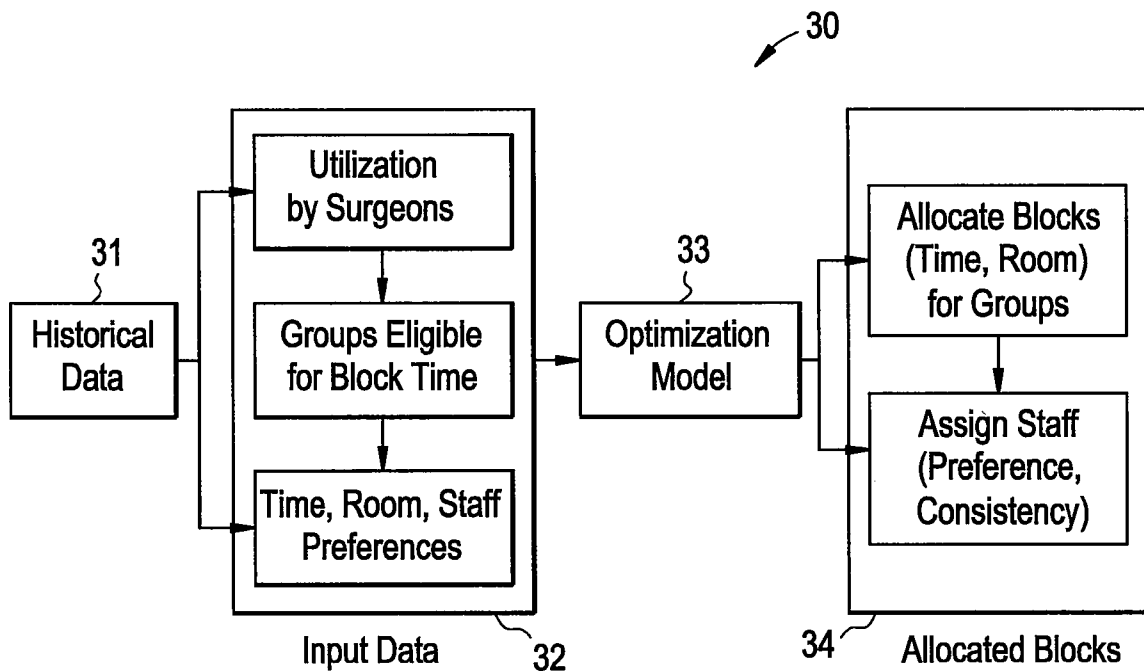 30
Utilization
by Surgeons
31
Historical
Data
Groups Eligible
for Block Time
Time, Room, Staff
Preferences
32
Input Data
33
Optimization
Model
Allocate Blocks
(Time, Room)
for Groups
Assign Staff
(Preference,
Consistency)
34
Allocated Blocks